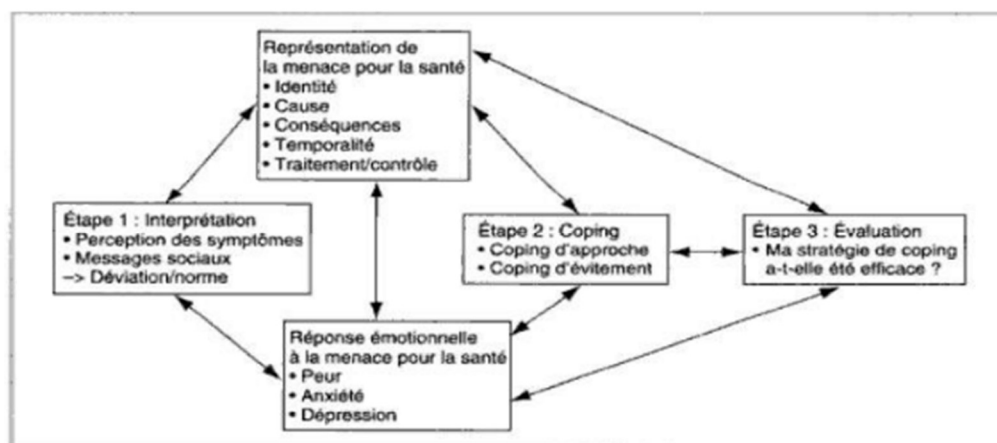 Représentation de
la menace pour la santé
• Identité
• Cause
• Conséquences
• Temporalité
• Traitement/contrôle
Étape 1 : Interprétation
• Perception des symptômes
• Messages sociaux
–> Déviation/norme
Étape 2 : Coping
• Coping d'approche
• Coping d'évitement
Étape 3 : Évaluation
• Ma stratégie de coping
a-t-elle été efficace ?
Réponse émotionnelle
à la menace pour la santé
• Peur
• Anxiété
• Dépression